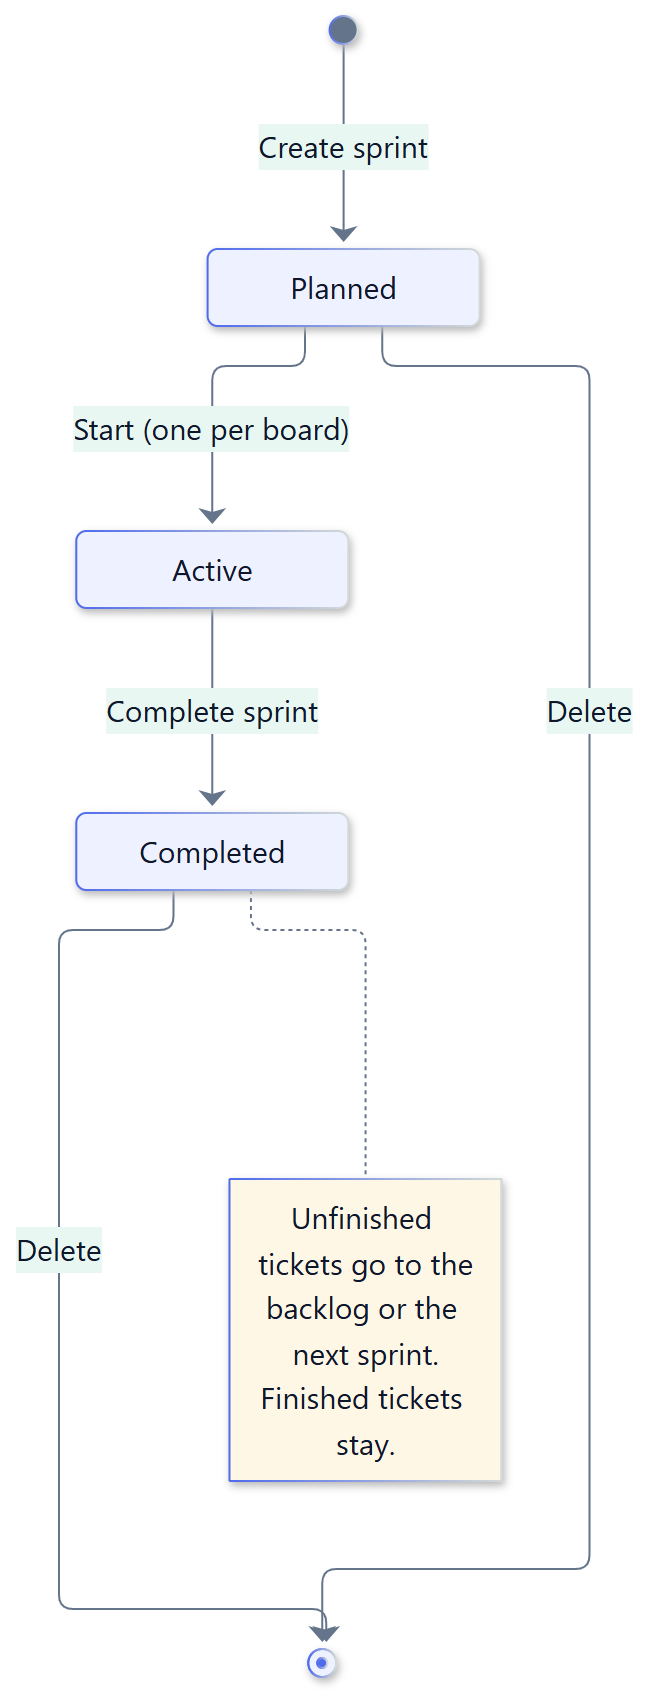 Create sprint
Planned
Start (one per board)
Active
Complete sprint
Delete
Completed
Delete
Unfinished
tickets go to the
backlog or the
next sprint.
Finished tickets
stay.